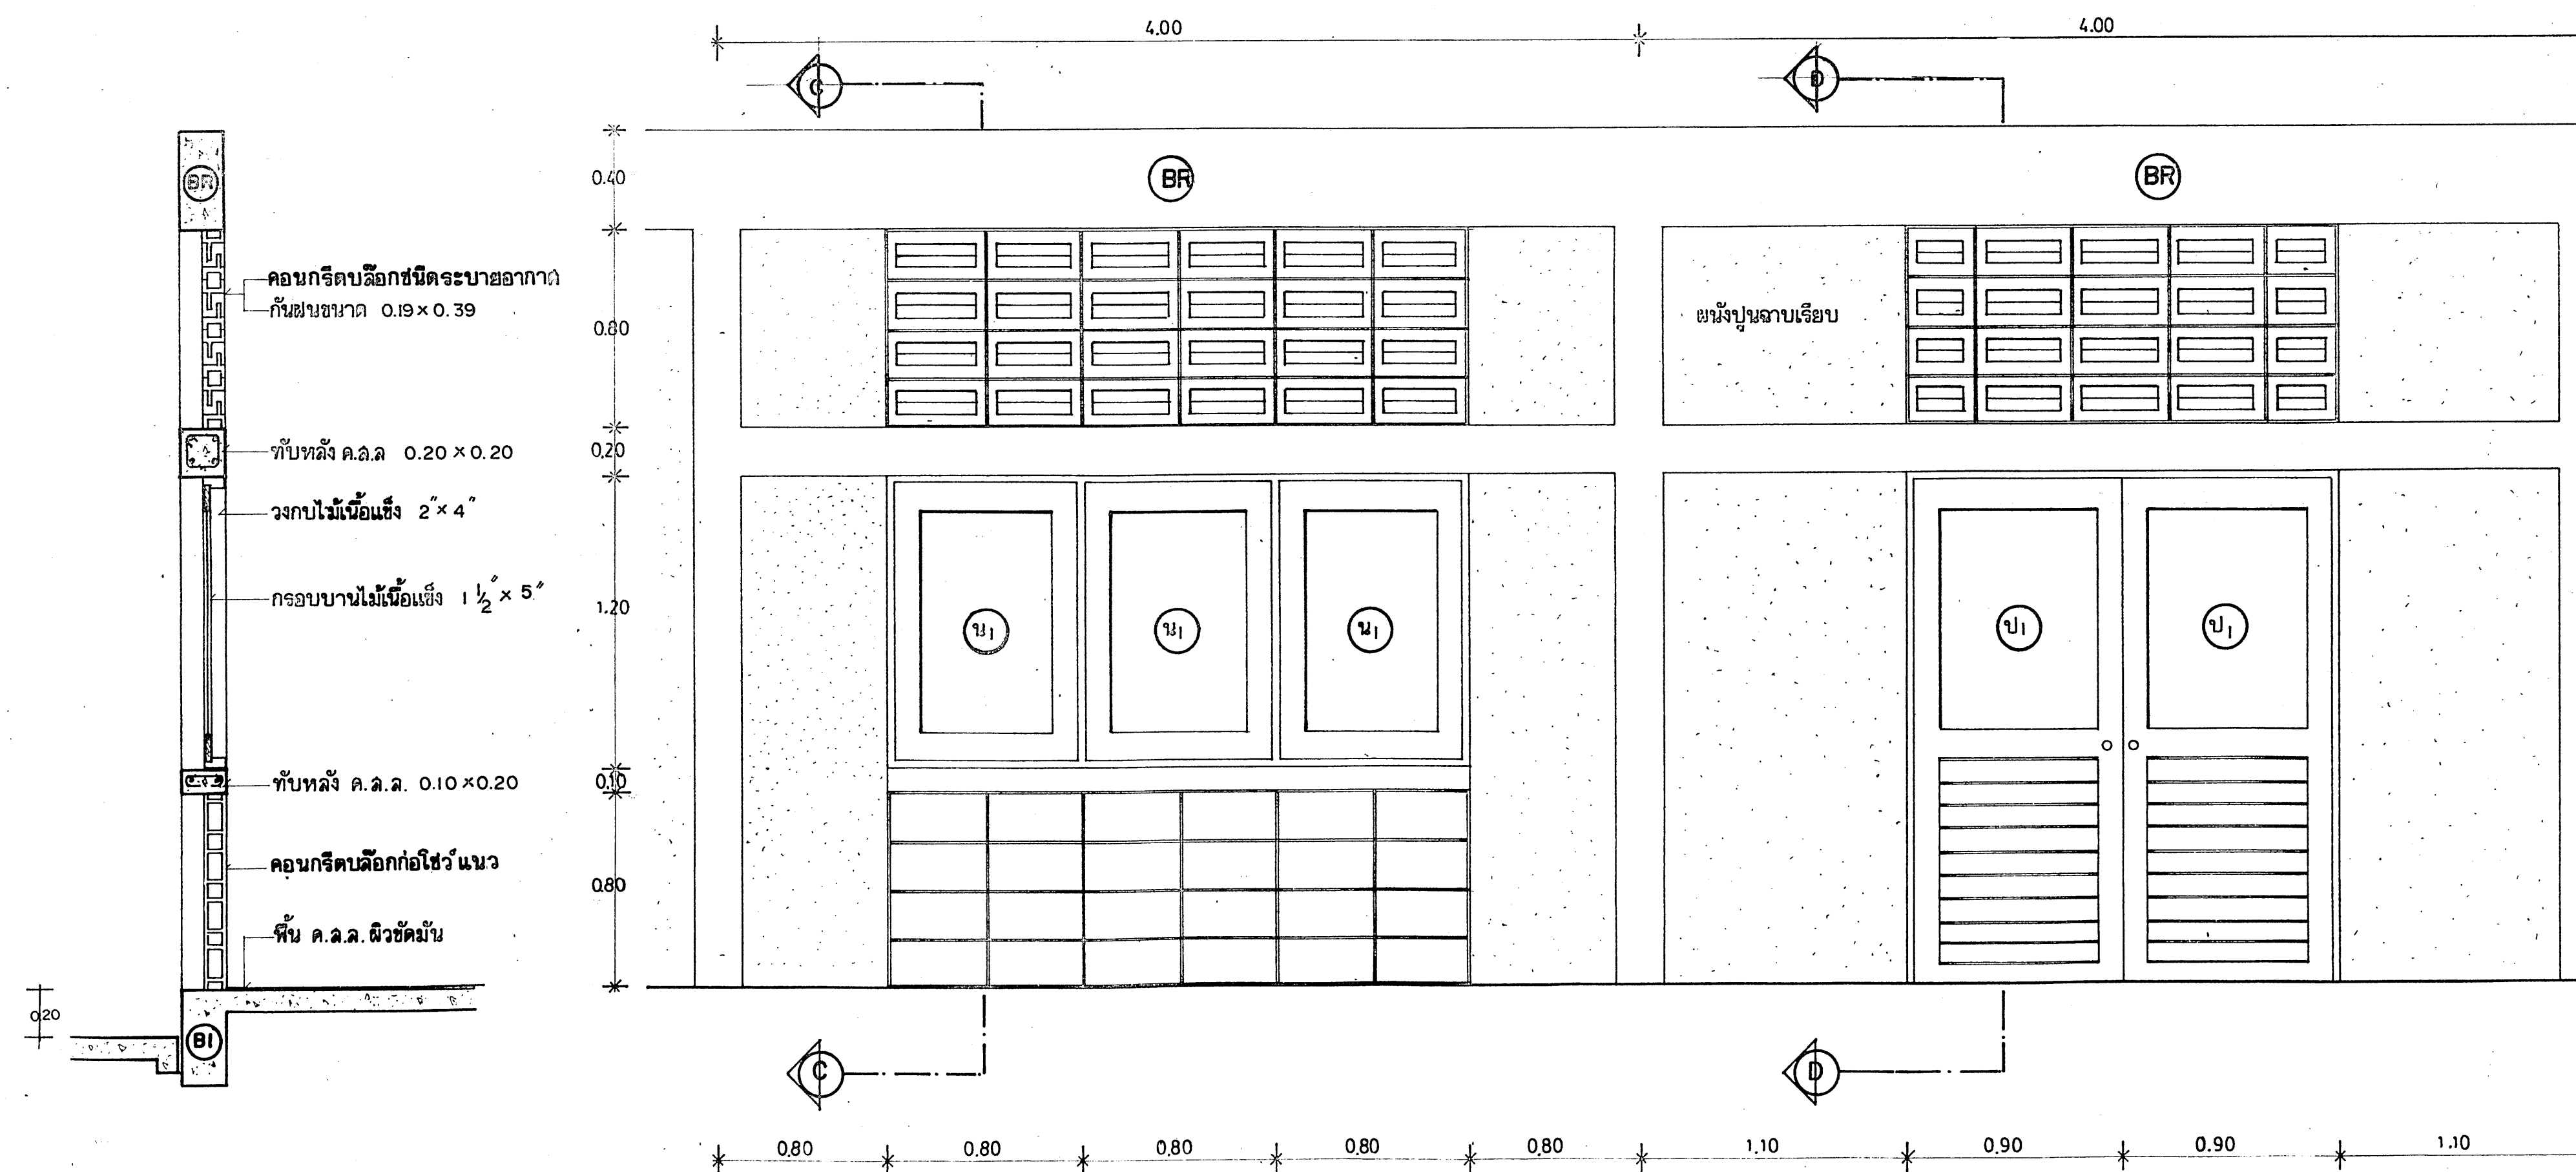 4.00
4.00
C
D
BR
BR
BR
0.40
คอนกรีตบล๊อกชนิดระบายอากาศ
กันฝนขนาด 0.19 × 0.39
0.80
ผนังปูนฉาบเรียบ
ทับหลัง ค.ส.ล 0.20 × 0.20
0.20
วงกบไม้เนื้อแข็ง 2" × 4"
กรอบบานไม้เนื้อแข็ง 1 1/2" × 5"
1.20
น1
น1
น1
ป1
ป1
ทับหลัง ค.ส.ล. 0.10 × 0.20
0.10
คอนกรีตบล๊อกก่อโชว์แนว
0.80
พื้น ค.ส.ล. ผิวขัดมัน
0.20
B1
C
D
0.80
0.80
0.80
0.80
0.80
1.10
0.90
0.90
1.10